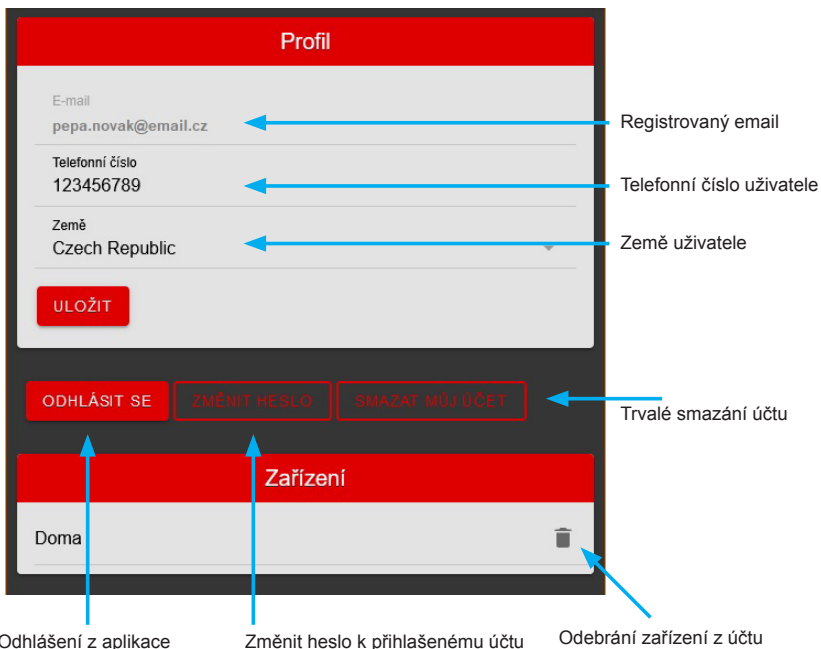 Profil
E-mail
pepa.novak@email.cz
Registrovaný email
Telefonní číslo
123456789
Telefonní číslo uživatele
Země
Czech Republic
Země uživatele
ULOŽIT
ODHLÁSIT SE
ZMĚNIT HESLO
SMAZAT MŮJ ÚČET
Trvalé smazání účtu
Zařízení
Doma
Odhlášení z aplikace
Změnit heslo k přihlašenému účtu
Odebrání zařízení z účtu